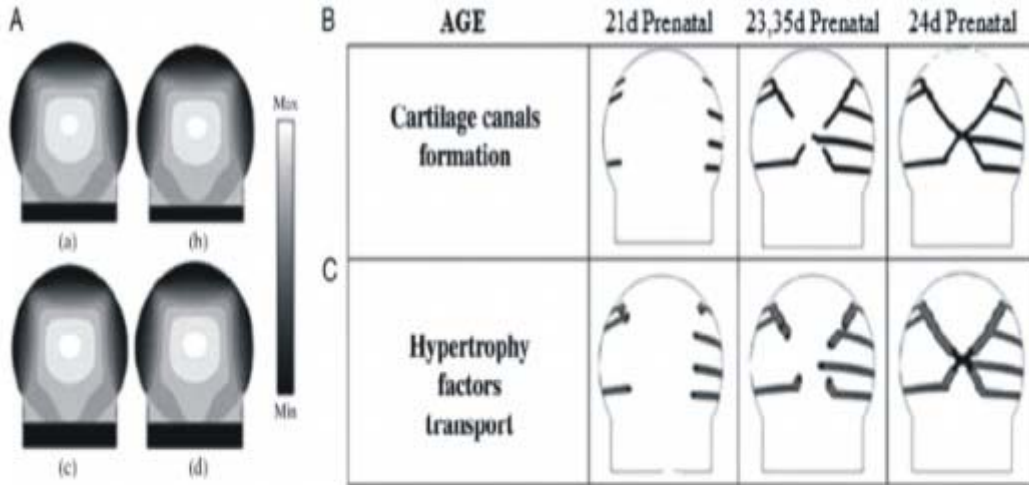 A
Max
Min
(a)
(b)
(c)
(d)
B
AGE
21d Prenatal
23,35d Prenatal
24d Prenatal
Cartilage canals
formation
C
Hypertrophy
factors
transport